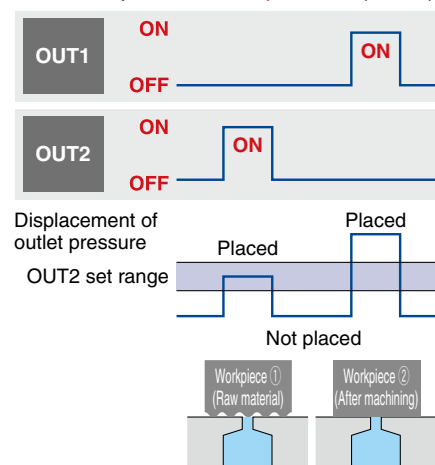 ON
OUT1
ON
OFF
ON
OUT2
ON
OFF
Displacement of
outlet pressure
Placed
Placed
OUT2 set range
Not placed
Workpiece ①
(Raw material)
Workpiece ②
(After machining)